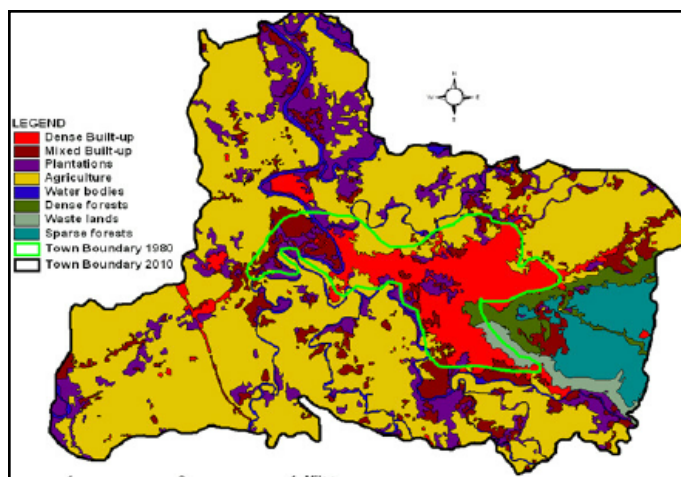 LEGEND
Dense Built-up
Mixed Built-up
Plantations
Agriculture
Water bodies
Dense forests
Waste lands
Sparse forests
Town Boundary 1980
Town Boundary 2010